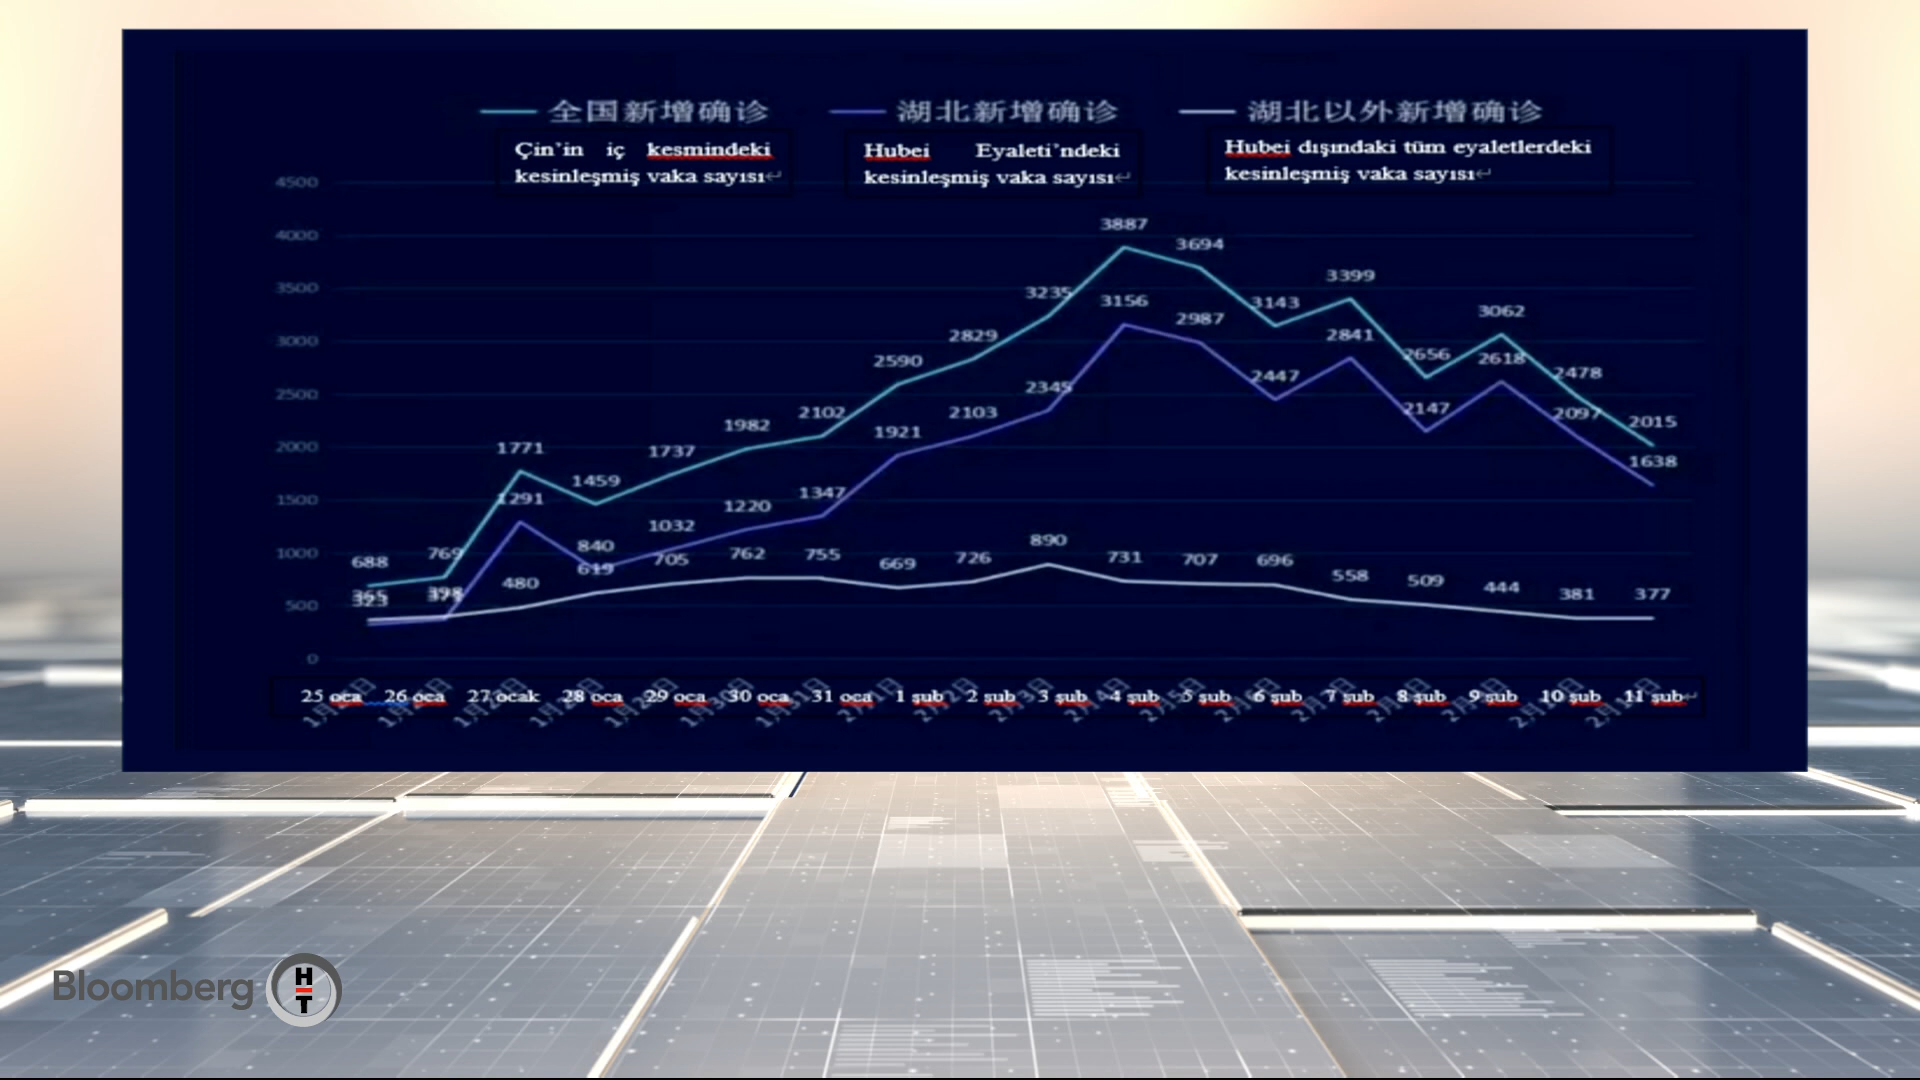 全国新增确诊 湖北新增确诊 湖北以外新增确诊
Çin'in iç kesmindeki
kesinleşmiş vaka sayısı
Hubei Eyaleti'ndeki
kesinleşmiş vaka sayısı
Hubei dışındaki tüm eyaletlerdeki
kesinleşmiş vaka sayısı
4500
4000
3500
3000
2500
2000
1500
1000
500
0
688 769 1771 1459 1737 1982 2102 2590 2829 3235 3887 3694 3143 3399 2656 3062 2478 2015
323 1291 840 1032 1220 1347 1921 2103 2345 3156 2987 2447 2841 2147 2618 2097 1638
365 398 480 619 705 762 755 669 726 890 731 707 696 558 509 444 381 377
25 oca 26 oca 27 ocak 28 oca 29 oca 30 oca 31 oca 1 şub 2 şub 3 şub 4 şub 5 şub 6 şub 7 şub 8 şub 9 şub 10 şub 11 şub
Bloomberg HT